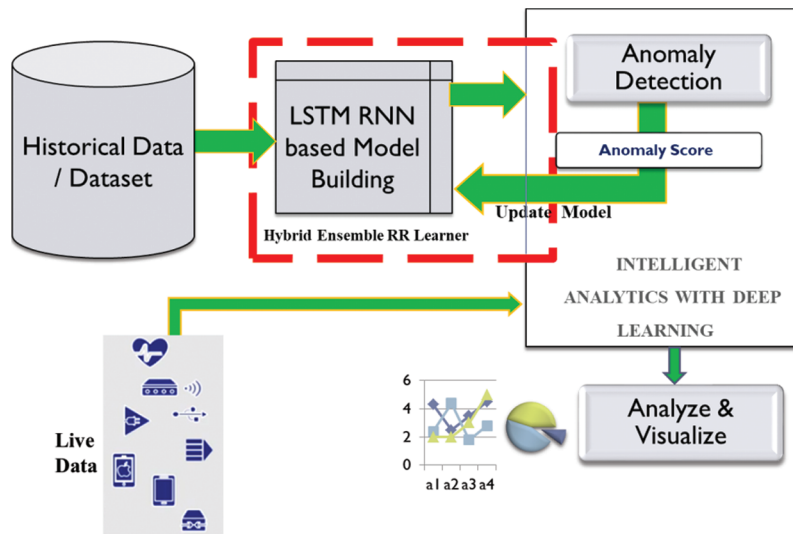 Historical Data
/ Dataset
LSTM RNN
based Model
Building
Hybrid Ensemble RR Learner
Anomaly
Detection
Anomaly Score
Update Model
INTELLIGENT
ANALYTICS WITH DEEP
LEARNING
Live
Data
6
4
2
0
a1 a2 a3 a4
Analyze &
Visualize